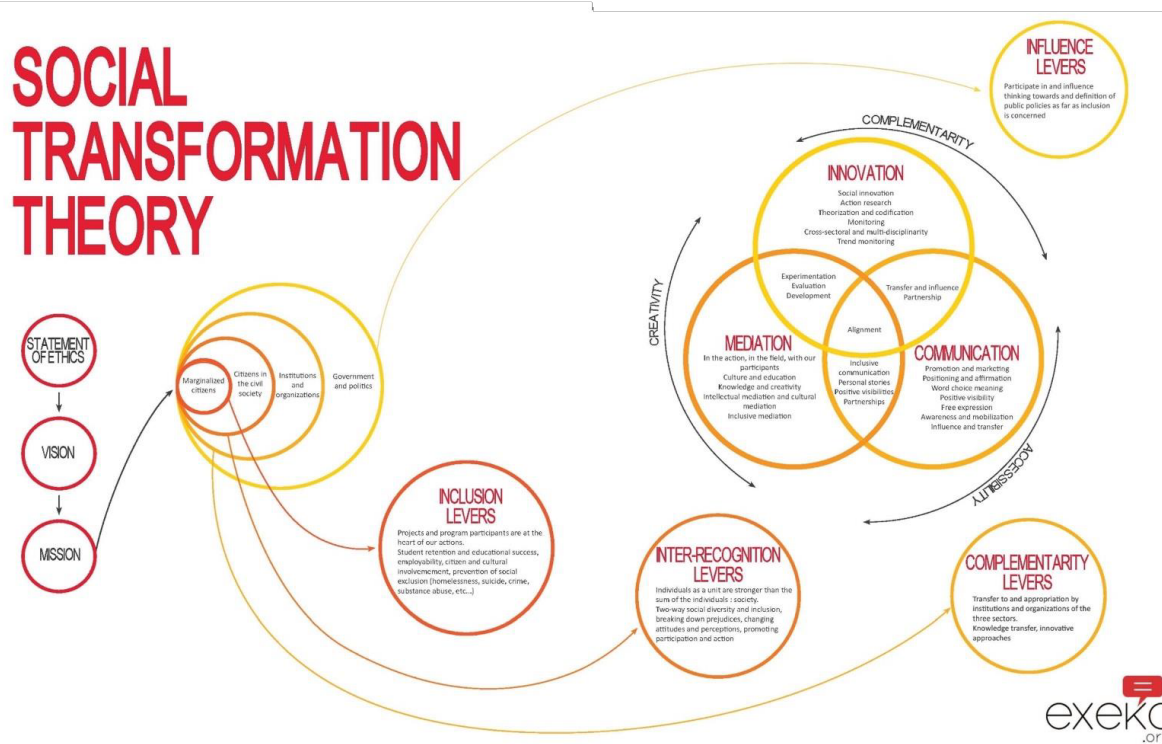 SOCIAL
TRANSFORMATION
THEORY
STATEMENT
OF ETHICS
VISION
MISSION
Marginalized
citizens
Citizens in
the civil
society
Institutions
and
organizations
Government
and politics
INFLUENCE
LEVERS
Participate in and influence
thinking towards and definition of
public policies as far as inclusion
is concerned
COMPLEMENTARITY
CREATIVITY
ACCESSIBILITY
INNOVATION
Social innovation
Action research
Theorization and codification
Monitoring
Cross-sectoral and multi-disciplinarity
Trend monitoring
Experimentation
Evaluation
Development
Transfer and influence
Partnership
Alignment
MEDIATION
In the action, in the field, with our
participants
Culture and education
Knowledge and creativity
Intellectual mediation and cultural
mediation
Inclusive mediation
Inclusive
communication
Personal stories
Positive visibilities
Partnerships
COMMUNICATION
Promotion and marketing
Positioning and affirmation
Word choice meaning
Positive visibility
Free expression
Awareness and mobilization
Influence and transfer
INCLUSION
LEVERS
Projects and program participants are at the
heart of our actions.
Student retention and educational success,
employability, citizen and cultural
involvemement, prevention of social
exclusion (homelessness, suicide, crime,
substance abuse, etc...)
INTER-RECOGNITION
LEVERS
Individuals as a unit are stronger than the
sum of the individuals : society.
Two-way social diversity and inclusion,
breaking down prejudices, changing
attitudes and perceptions, promoting
participation and action
COMPLEMENTARITY
LEVERS
Transfer to and appropriation by
institutions and organizations of the
three sectors.
Knowledge transfer, innovative
approaches
exeko
.or